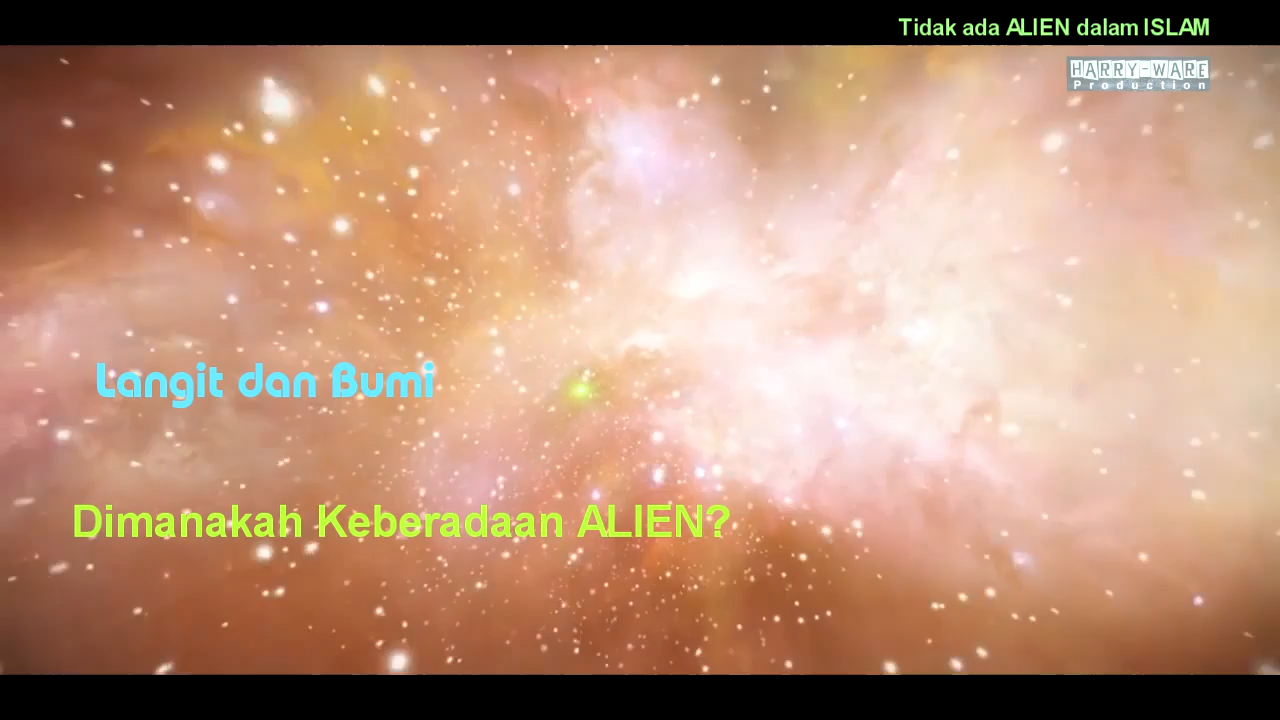 Tidak ada ALIEN dalam ISLAM
HARRY-WARE
Production
Langit dan Bumi
Dimanakah Keberadaan ALIEN?